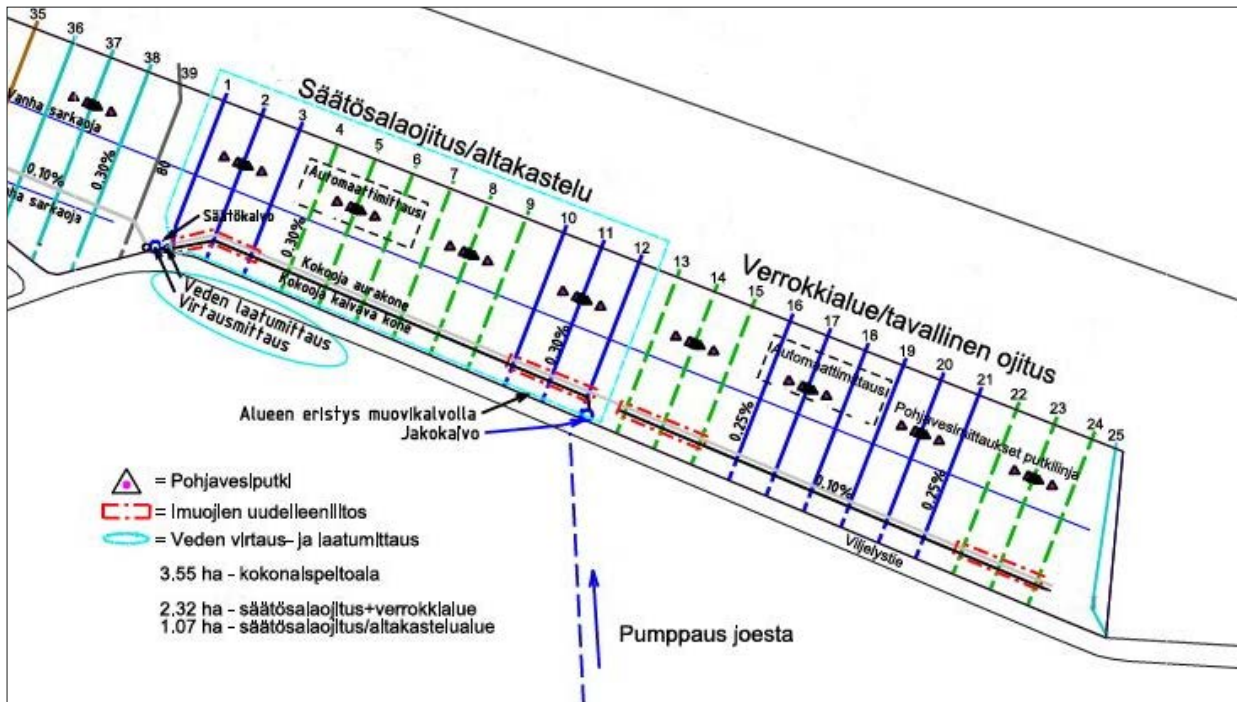 35
36
37
38
39
1
2
3
4
5
6
7
8
9
10
11
12
13
14
15
16
17
18
19
20
21
22
23
24
25
Säätösalaojitus/altakastelu
Verrokkialue/tavallinen ojitus
Vanha sarkaoja
0.10%
0.30%
80
nha sarkaoja
Säätökaivo
Automaattimittausı
0.30%
Kokooja aurakone
Kokooja kaivava kone
0.30%
Veden laatumittaus
Virtausmittaus
Alueen eristys muovikalvolla
Jakokaivo
Automaattimittausı
0.25%
Pohjavesimittaukset putkilinja
0.25%
0.10%
Viljelystie
= Pohjavesiputki
= Imuojien uudelleenliitos
= Veden virtaus- ja laatumittaus
3.55 ha - kokonaispeltoala
2.32 ha - säätösalaojitus+verrokkialue
1.07 ha - säätösalaojitus/altakastelualue
Pumppaus joesta